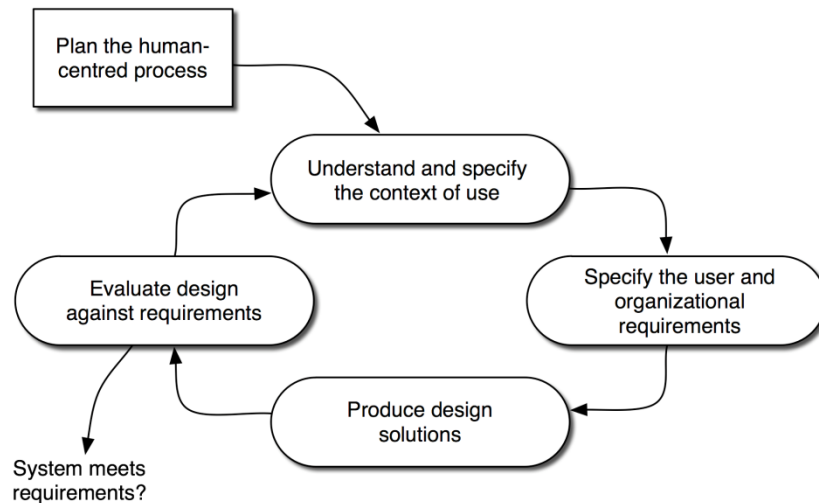 Plan the human-
centred process
Understand and specify
the context of use
Specify the user and
organizational
requirements
Produce design
solutions
Evaluate design
against requirements
System meets
requirements?